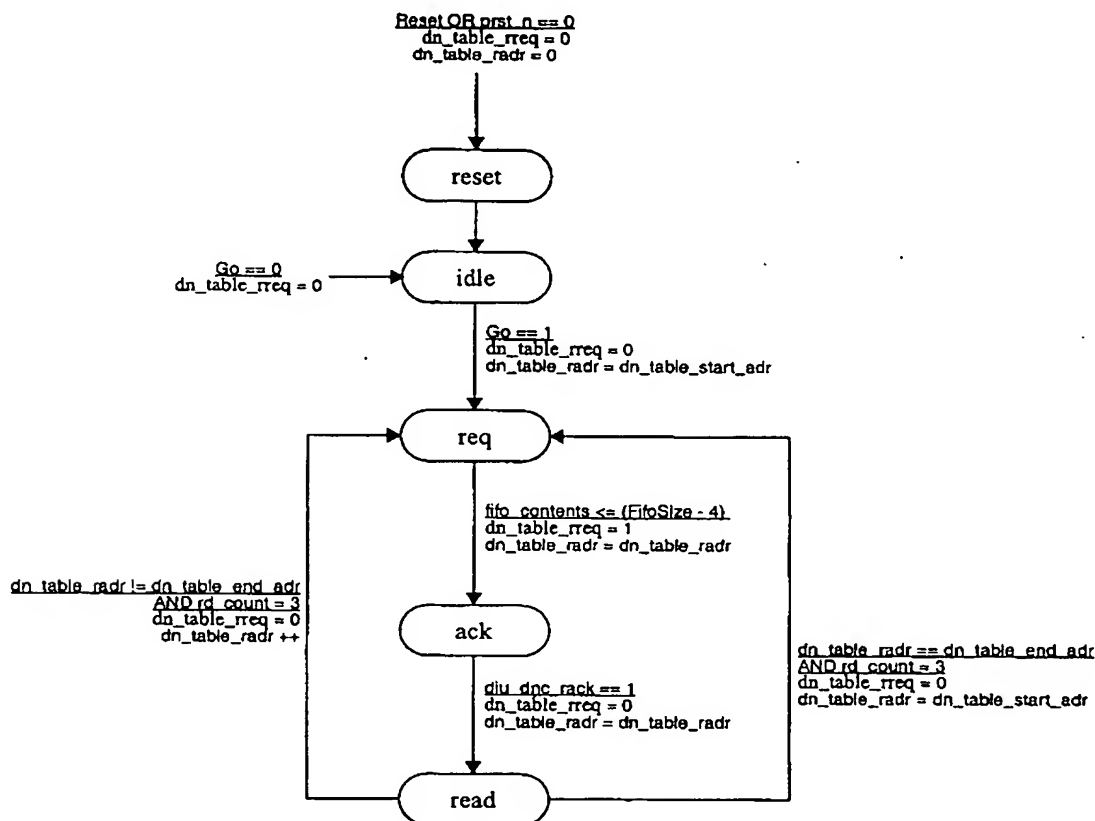 Reset OR prst_n == 0
dn_table_rreq = 0
dn_table_radr = 0
reset
Go == 0
dn_table_rreq = 0
idle
Go == 1
dn_table_rreq = 0
dn_table_radr = dn_table_start_adr
req
fifo_contents <= (FifoSize - 4)
dn_table_rreq = 1
dn_table_radr = dn_table_radr
dn_table_radr != dn_table_end_adr
AND rd_count = 3
dn_table_rreq = 0
dn_table_radr ++
ack
dn_table_radr == dn_table_end_adr
AND rd_count = 3
dn_table_rreq = 0
dn_table_radr = dn_table_start_adr
diu_dnc_rack == 1
dn_table_rreq = 0
dn_table_radr = dn_table_radr
read